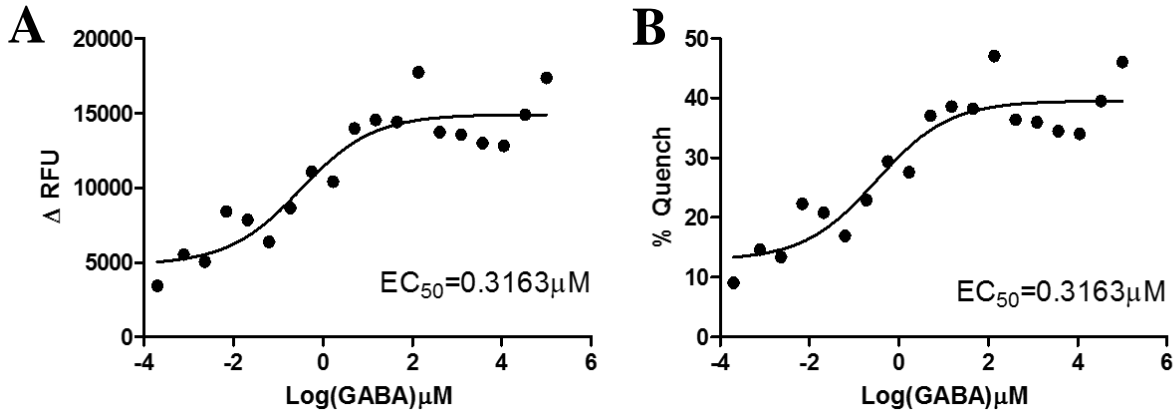 A
Δ RFU
20000
15000
10000
5000
0
-4 -2 0 2 4 6
Log(GABA)μM
EC50=0.3163μM
B
% Quench
50
40
30
20
10
0
-4 -2 0 2 4 6
Log(GABA)μM
EC50=0.3163μM